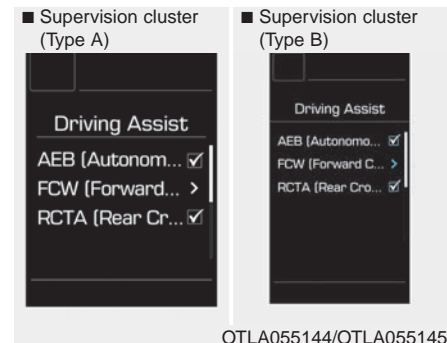 ■ Supervision cluster
(Type A)
Driving Assist
AEB (Autonom...
FCW (Forward... >
RCTA (Rear Cr...
■ Supervision cluster
(Type B)
Driving Assist
AEB (Autonomo...
FCW (Forward C... >
RCTA (Rear Cro...
OTLA055144/OTLA055145